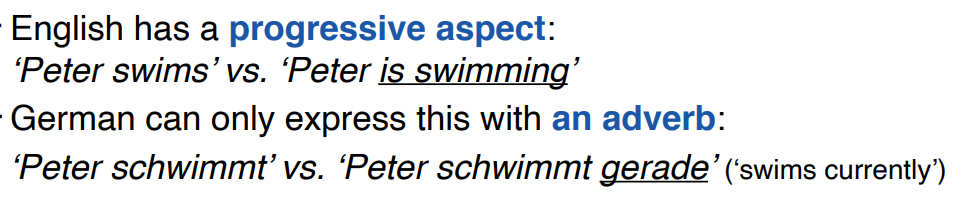 - English has a progressive aspect:
‘Peter swims’ vs. ‘Peter is swimming’
- German can only express this with an adverb:
‘Peter schwimmt’ vs. ‘Peter schwimmt gerade’ (‘swims currently’)